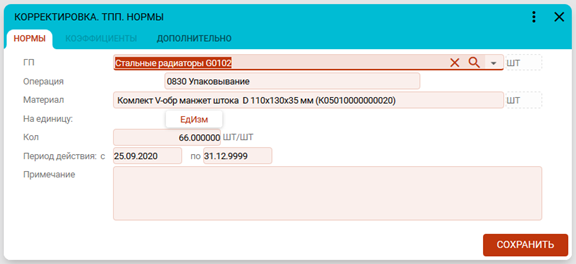 КОРРЕКТИРОВКА. ТПП. НОРМЫ
НОРМЫ КОЭФФИЦИЕНТЫ ДОПОЛНИТЕЛЬНО
ГП Стальные радиаторы G0102 ШТ
Операция 0830 Упаковывание
Материал Комлект V-обр манжет штока D 110x130x35 мм (K05010000000020) ШТ
На единицу: ЕдИзм
Кол 66.000000 ШТ/ШТ
Период действия: с 25.09.2020 по 31.12.9999
Примечание
СОХРАНИТЬ